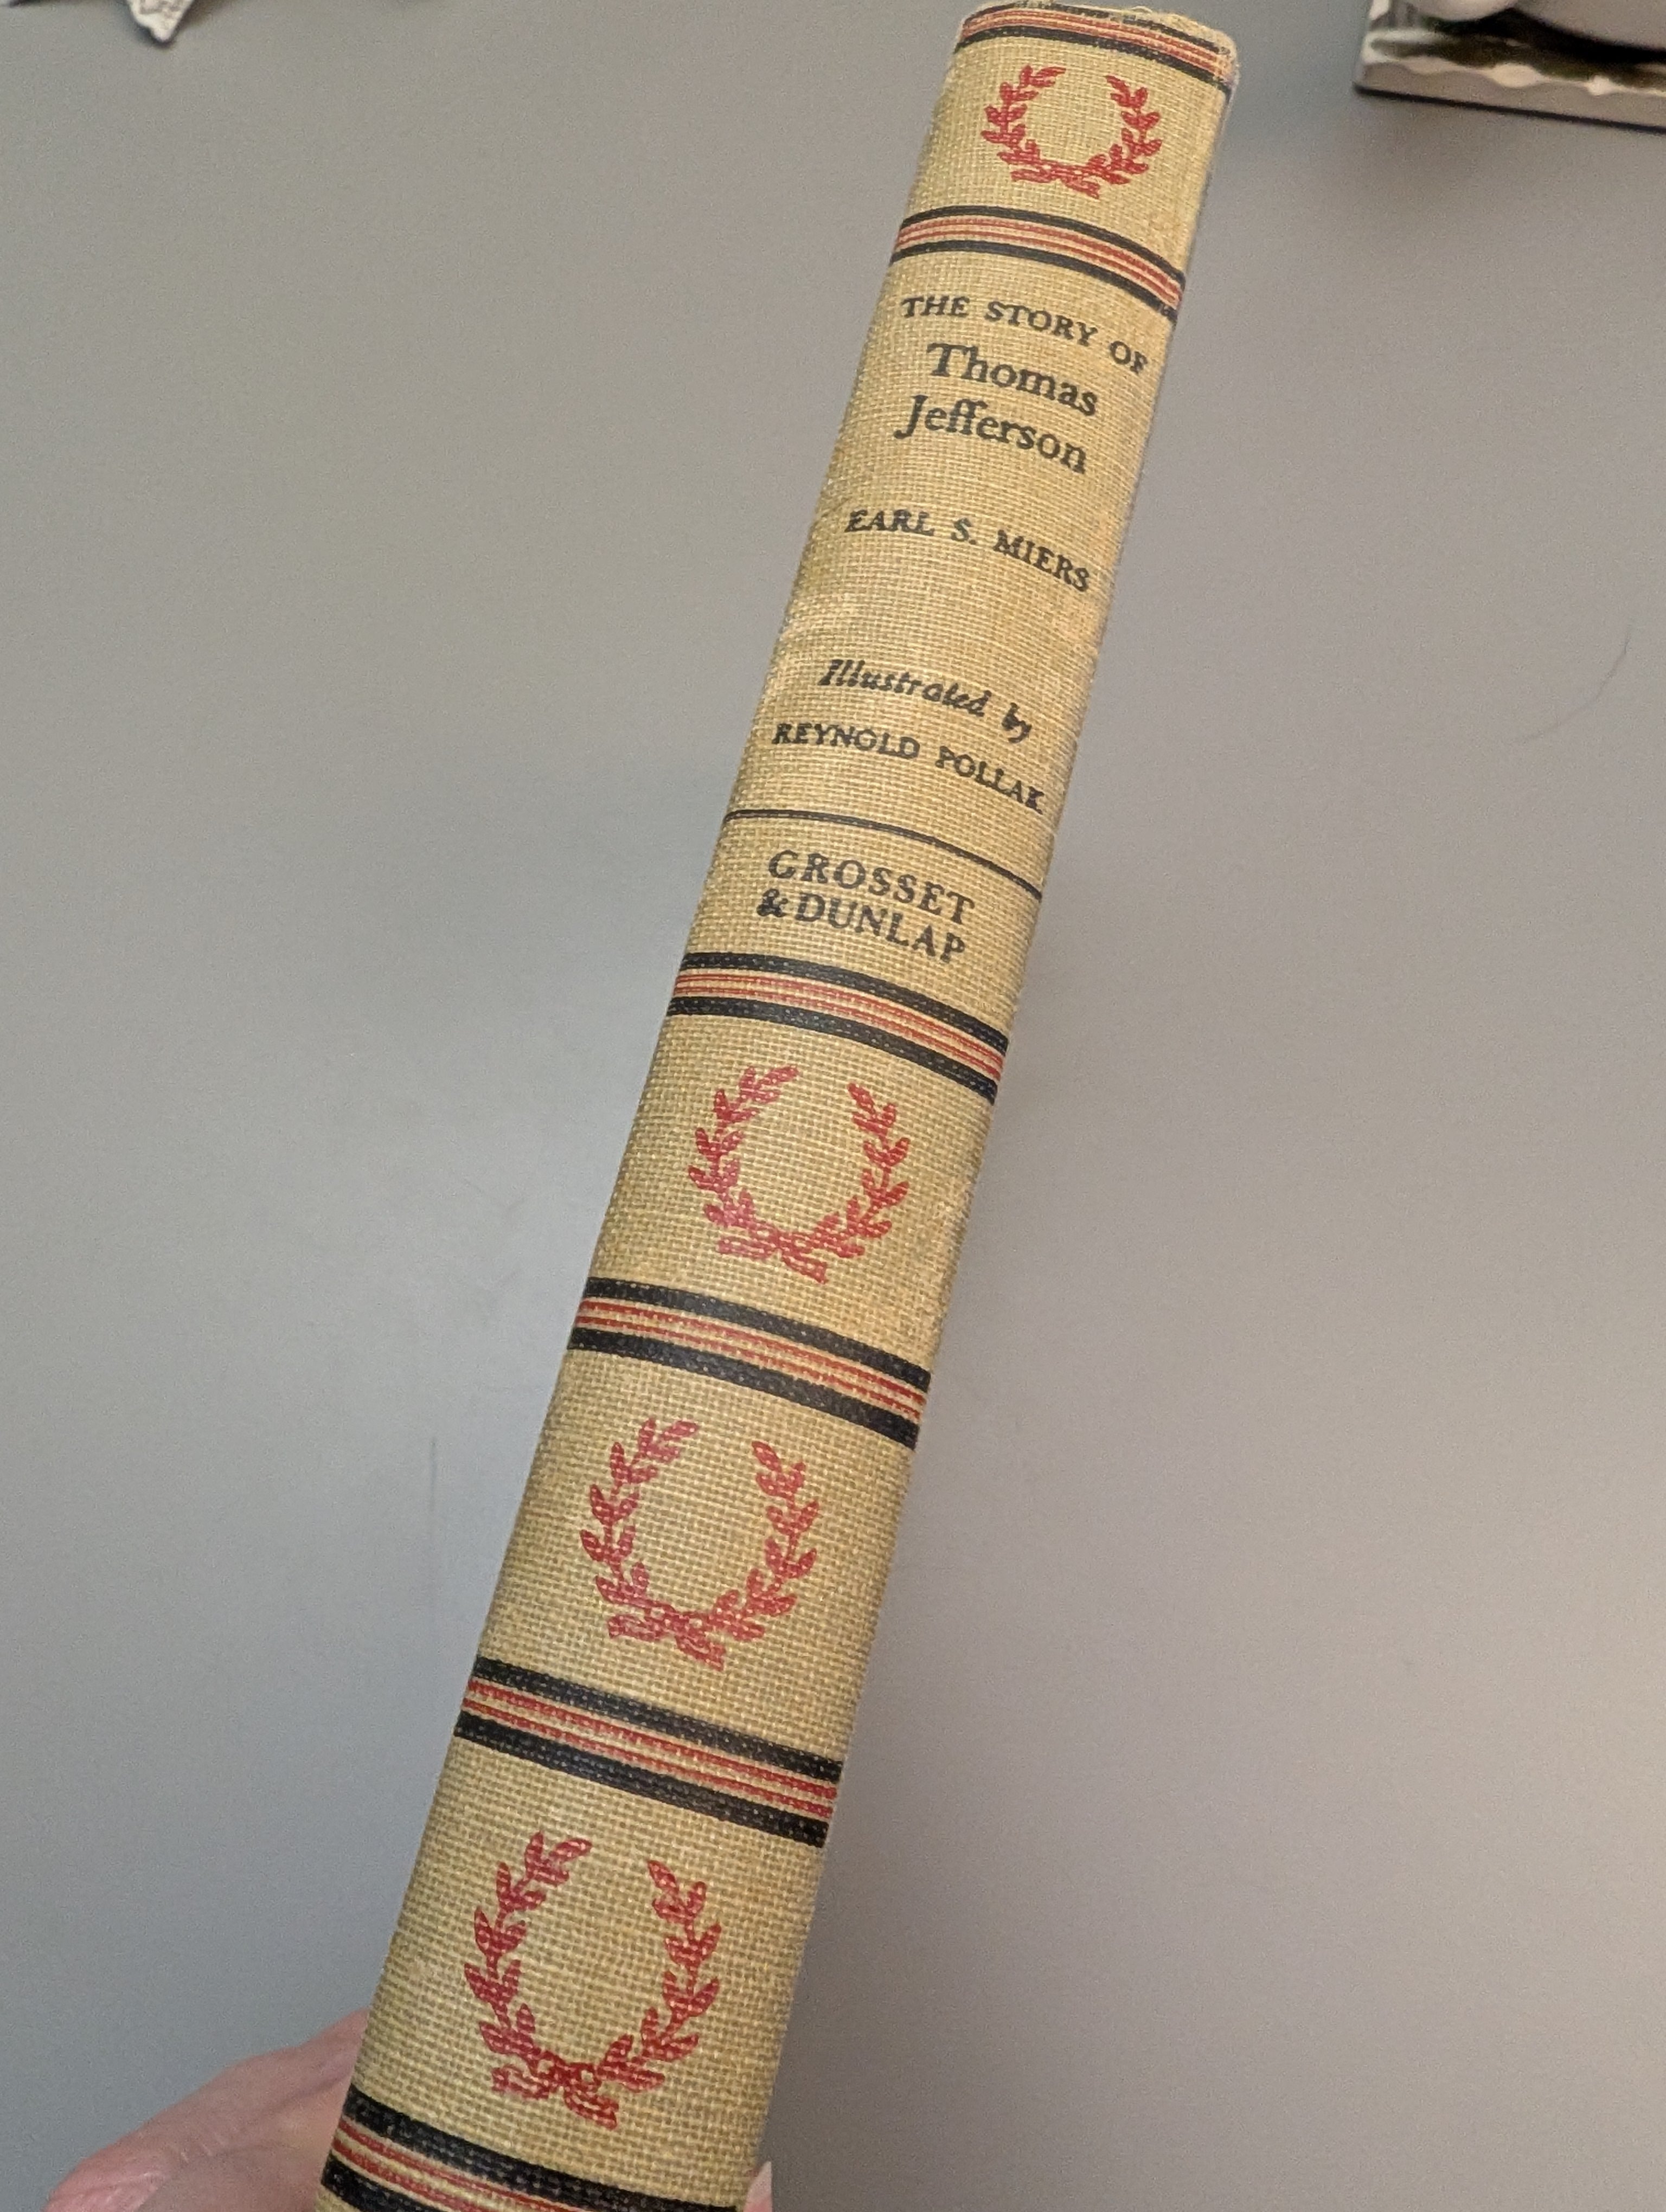 THE STORY OF
Thomas
Jefferson
EARL S. MIERS
Illustrated by
REYNOLD POLLAK
GROSSET
& DUNLAP